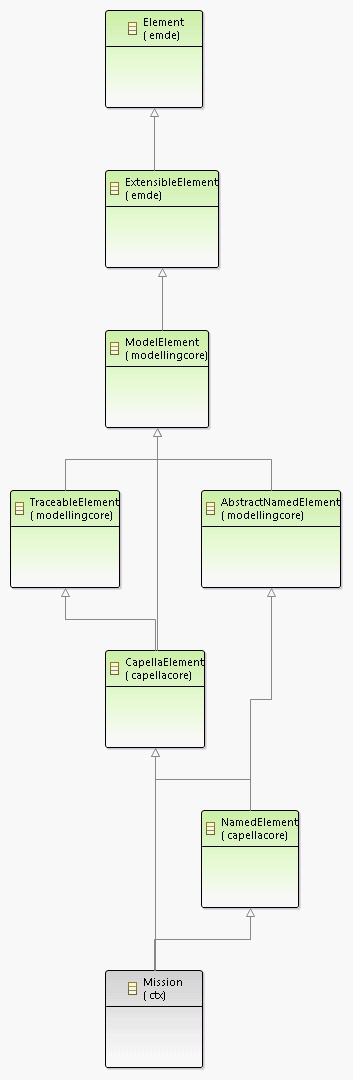 Element
( emde)
ExtensibleElement
( emde)
ModelElement
( modellingcore)
TraceableElement
( modellingcore)
AbstractNamedElement
( modellingcore)
CapellaElement
( capellacore)
NamedElement
( capellacore)
Mission
( ctx)